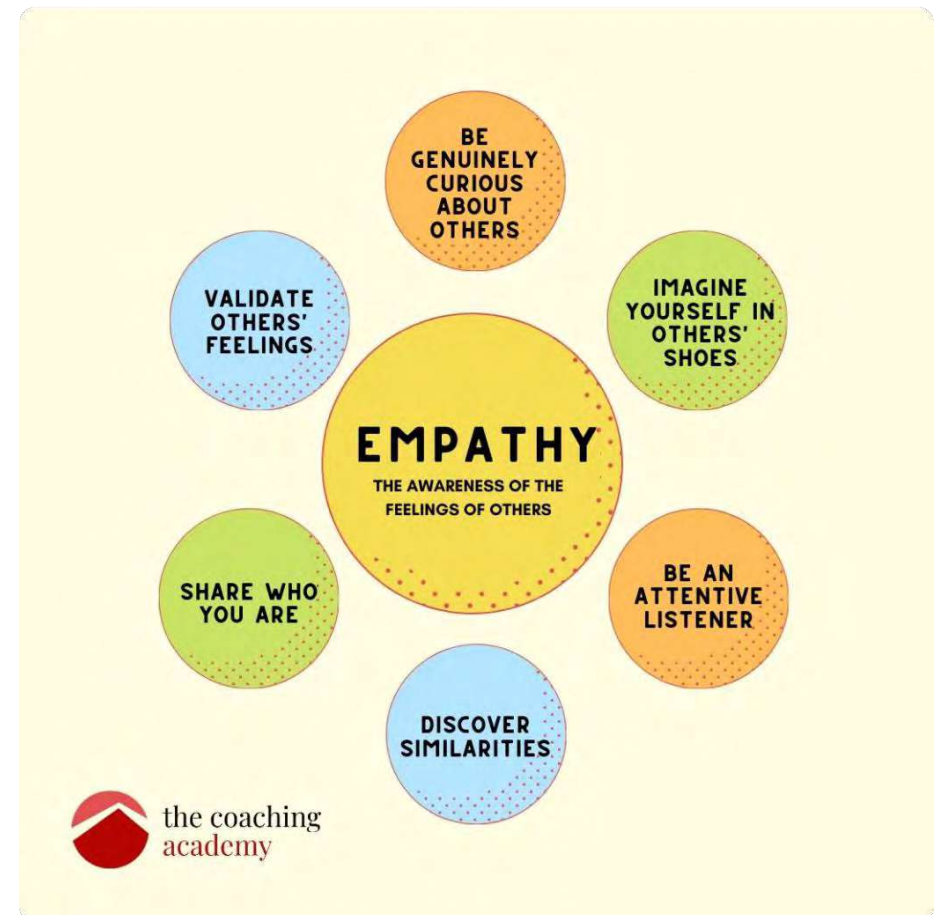 BE
GENUINELY
CURIOUS
ABOUT
OTHERS
VALIDATE
OTHERS'
FEELINGS
IMAGINE
YOURSELF IN
OTHERS'
SHOES
EMPATHY
THE AWARENESS OF THE
FEELINGS OF OTHERS
SHARE WHO
YOU ARE
BE AN
ATTENTIVE
LISTENER
DISCOVER
SIMILARITIES
the coaching
academy